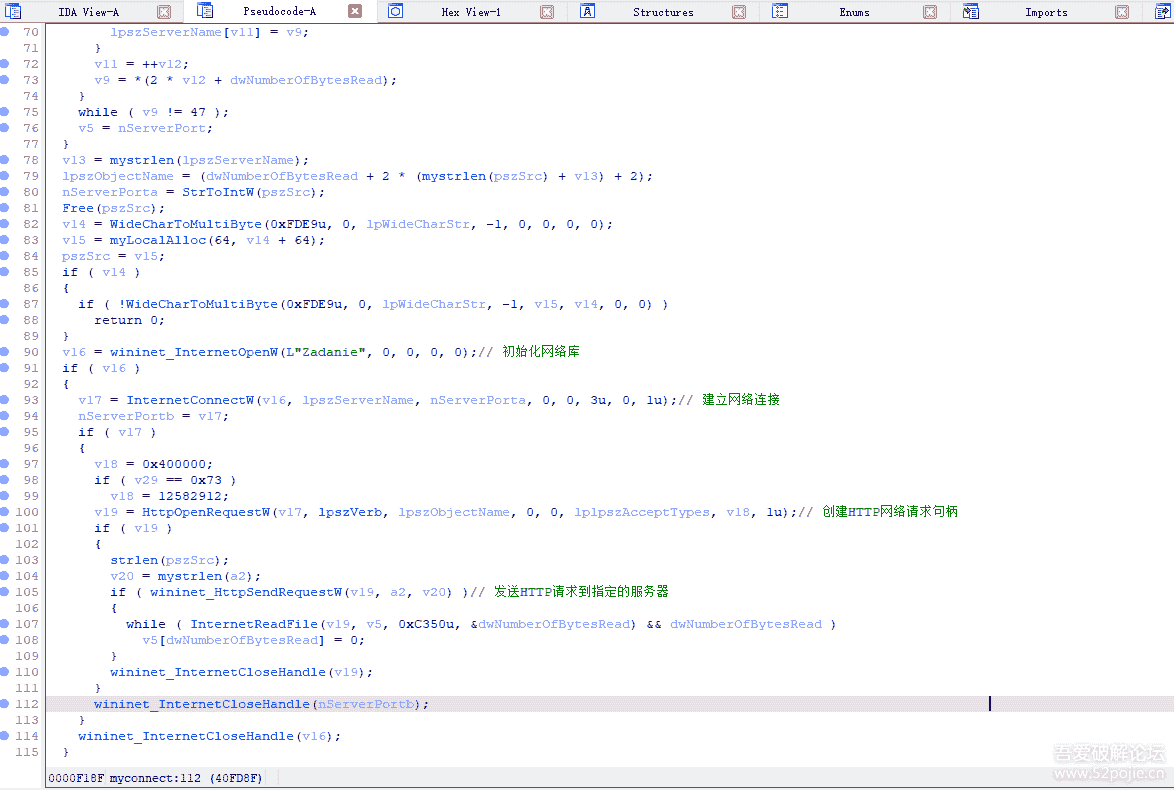 IDA View-A Pseudocode-A Hex View-1 Structures Enums Imports
70 lpszServerName[v11] = v9;
71 }
72 v11 = ++v12;
73 v9 = *(2 * v12 + dwNumberOfBytesRead);
74 }
75 while ( v9 != 47 );
76 v5 = nServerPort;
77 }
78 v13 = mystrlen(lpszServerName);
79 lpszObjectName = (dwNumberOfBytesRead + 2 * (mystrlen(pszSrc) + v13) + 2);
80 nServerPorta = StrToIntW(pszSrc);
81 Free(pszSrc);
82 v14 = WideCharToMultiByte(0xFDE9u, 0, lpWideCharStr, -1, 0, 0, 0, 0);
83 v15 = myLocalAlloc(64, v14 + 64);
84 pszSrc = v15;
85 if ( v14 )
86 {
87 if ( !WideCharToMultiByte(0xFDE9u, 0, lpWideCharStr, -1, v15, v14, 0, 0) )
88 return 0;
89 }
90 v16 = wininet_InternetOpenW(L"Zadanie", 0, 0, 0, 0);// 初始化网络库
91 if ( v16 )
92 {
93 v17 = InternetConnectW(v16, lpszServerName, nServerPorta, 0, 0, 3u, 0, 1u);// 建立网络连接
94 nServerPortb = v17;
95 if ( v17 )
96 {
97 v18 = 0x400000;
98 if ( v29 == 0x73 )
99 v18 = 12582912;
100 v19 = HttpOpenRequestW(v17, lpszVerb, lpszObjectName, 0, 0, lplpszAcceptTypes, v18, 1u);// 创建HTTP网络请求句柄
101 if ( v19 )
102 {
103 strlen(pszSrc);
104 v20 = mystrlen(a2);
105 if ( wininet_HttpSendRequestW(v19, a2, v20) )// 发送HTTP请求到指定的服务器
106 {
107 while ( InternetReadFile(v19, v5, 0xC350u, &dwNumberOfBytesRead) && dwNumberOfBytesRead )
108 v5[dwNumberOfBytesRead] = 0;
109 }
110 wininet_InternetCloseHandle(v19);
111 }
112 wininet_InternetCloseHandle(nServerPortb);
113 }
114 wininet_InternetCloseHandle(v16);
115 }
吾爱破解论坛
www.52pojie.cn
0000F18F myconnect:112 (40FD8F)